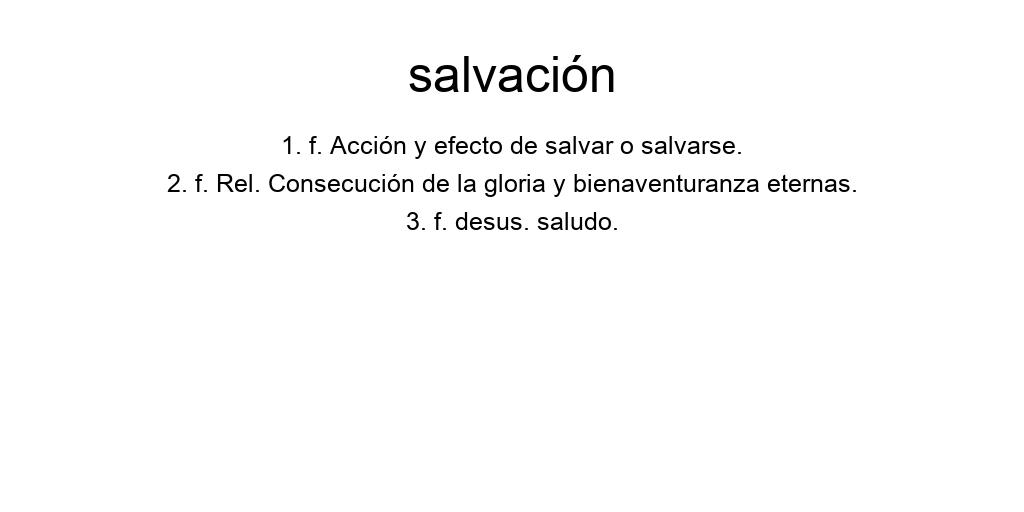 salvación
1. f. Acción y efecto de salvar o salvarse.
2. f. Rel. Consecución de la gloria y bienaventuranza eternas.
3. f. desus. saludo.